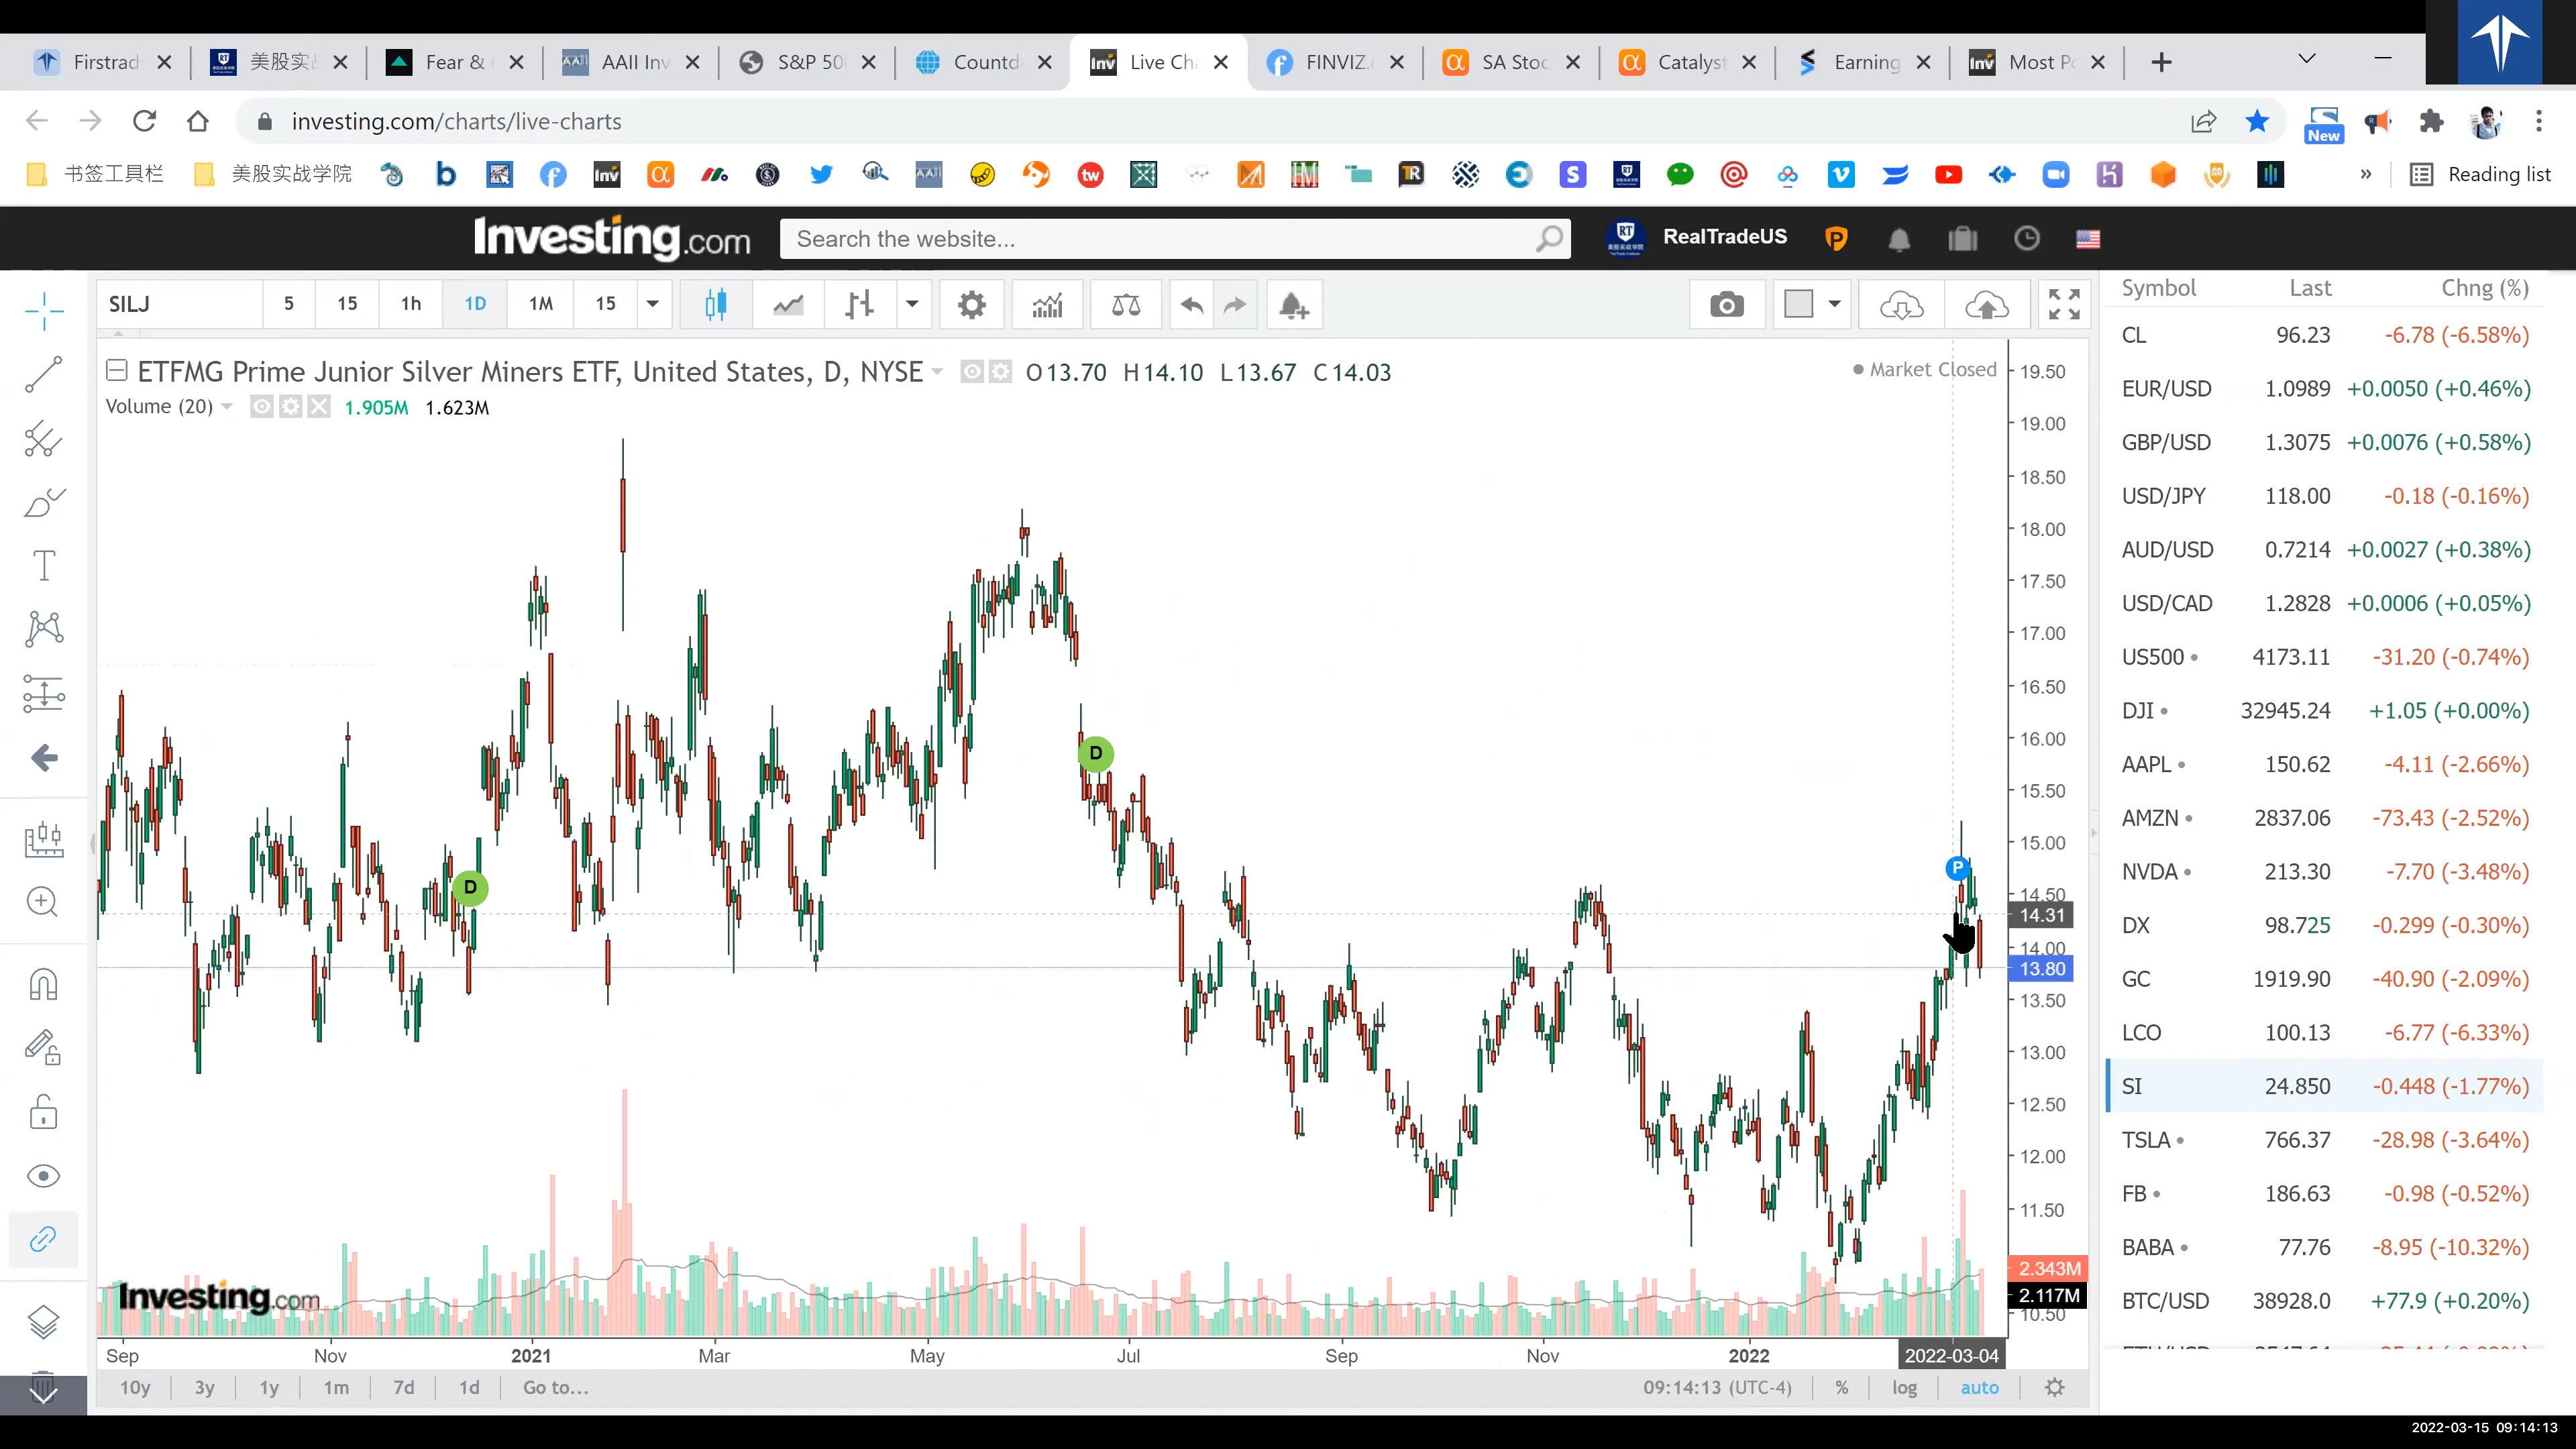 Firstrad
美股实
Fear &
AAII Inv
S&P 50
Countd
Live Cha
FINVIZ.
SA Stoc
Catalyst
Earning
Most Po
investing.com/charts/live-charts
New
书签工具栏
美股实战学院
Reading list
Investing.com
Search the website...
RealTradeUS
SILJ
5
15
1h
1D
1M
15
Symbol Last Chng (%)
ETFMG Prime Junior Silver Miners ETF, United States, D, NYSE
O13.70 H14.10 L13.67 C14.03
Market Closed
Volume (20)
1.905M 1.623M
19.50
19.00
18.50
18.00
17.50
17.00
16.50
16.00
15.50
15.00
14.50
14.31
14.00
13.80
13.50
13.00
12.50
12.00
11.50
2.343M
2.117M
10.50
D
D
P
CL 96.23 -6.78 (-6.58%)
EUR/USD 1.0989 +0.0050 (+0.46%)
GBP/USD 1.3075 +0.0076 (+0.58%)
USD/JPY 118.00 -0.18 (-0.16%)
AUD/USD 0.7214 +0.0027 (+0.38%)
USD/CAD 1.2828 +0.0006 (+0.05%)
US500 4173.11 -31.20 (-0.74%)
DJI 32945.24 +1.05 (+0.00%)
AAPL 150.62 -4.11 (-2.66%)
AMZN 2837.06 -73.43 (-2.52%)
NVDA 213.30 -7.70 (-3.48%)
DX 98.725 -0.299 (-0.30%)
GC 1919.90 -40.90 (-2.09%)
LCO 100.13 -6.77 (-6.33%)
SI 24.850 -0.448 (-1.77%)
TSLA 766.37 -28.98 (-3.64%)
FB 186.63 -0.98 (-0.52%)
BABA 77.76 -8.95 (-10.32%)
BTC/USD 38928.0 +77.9 (+0.20%)
Investing.com
Sep Nov 2021 Mar May Jul Sep Nov 2022 2022-03-04
10y 3y 1y 1m 7d 1d Go to...
09:14:13 (UTC-4) % log auto
2022-03-15 09:14:13